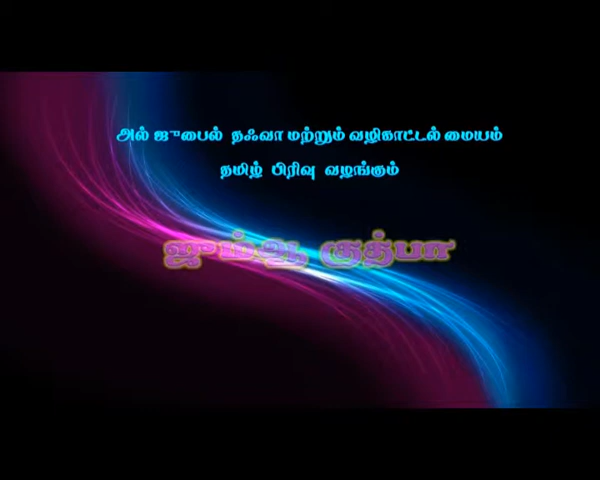 அல் ஜுபைல் தஃவா மற்றும் வழிகாட்டல் மையம்
தமிழ் பிரிவு வழங்கும்
ஜும்ஆ குத்பா